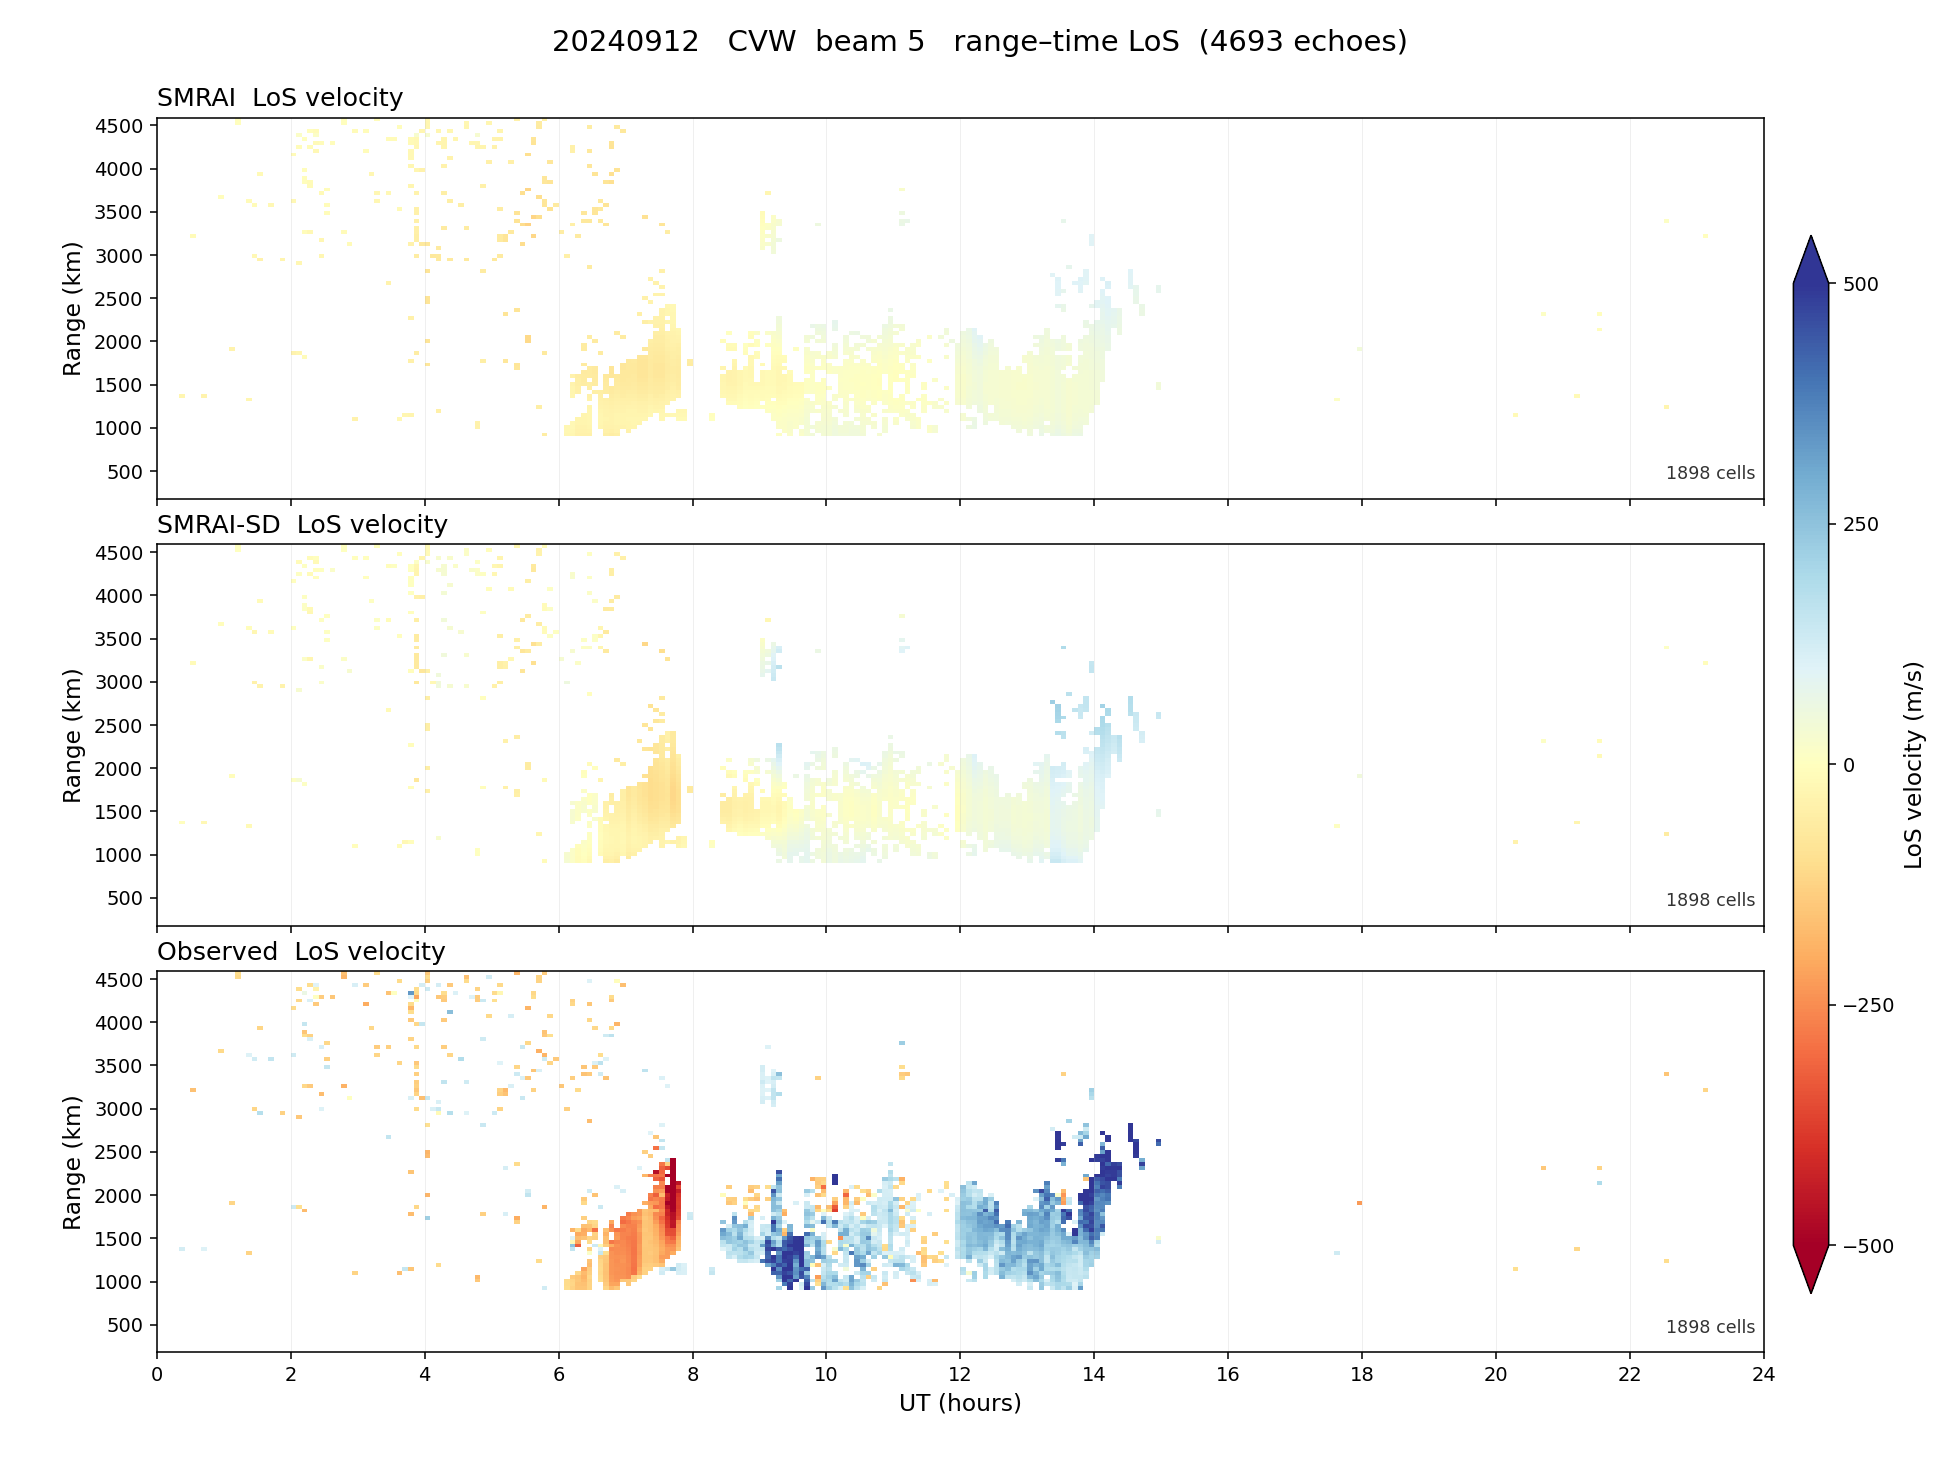 20240912   CVW  beam 5   range–time LoS  (4693 echoes)
SMRAI  LoS velocity
4500
4000
3500
3000
2500
2000
1500
1000
500
Range (km)
1898 cells
SMRAI-SD  LoS velocity
4500
4000
3500
3000
2500
2000
1500
1000
500
Range (km)
1898 cells
Observed  LoS velocity
4500
4000
3500
3000
2500
2000
1500
1000
500
Range (km)
1898 cells
0 2 4 6 8 10 12 14 16 18 20 22 24
UT (hours)
500
250
0
−250
−500
LoS velocity (m/s)